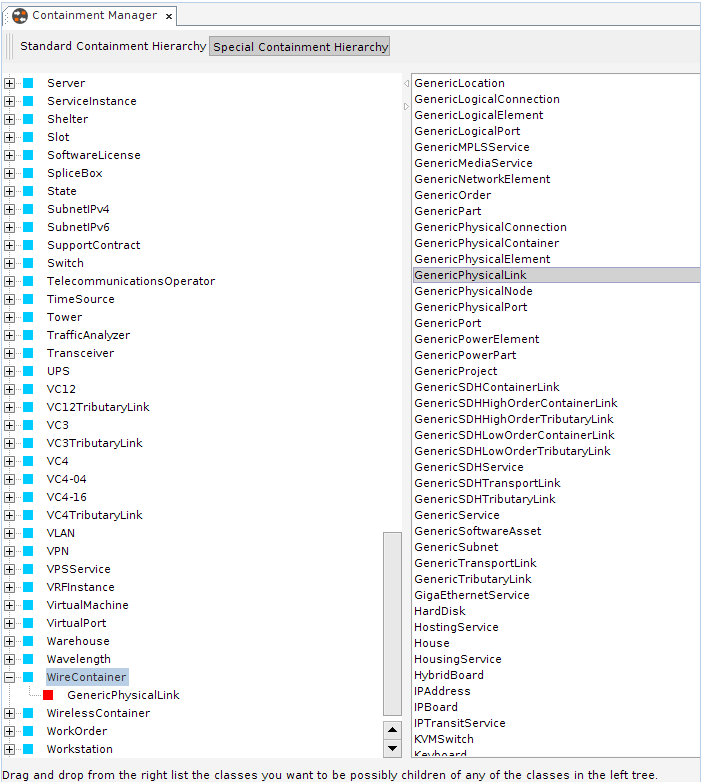 Containment Manager x
Standard Containment Hierarchy Special Containment Hierarchy
Server
ServiceInstance
Shelter
Slot
SoftwareLicense
SpliceBox
State
SubnetIPv4
SubnetIPv6
SupportContract
Switch
TelecommunicationsOperator
TimeSource
Tower
TrafficAnalyzer
Transceiver
UPS
VC12
VC12TributaryLink
VC3
VC3TributaryLink
VC4
VC4-04
VC4-16
VC4TributaryLink
VLAN
VPN
VPSService
VRFInstance
VirtualMachine
VirtualPort
Warehouse
Wavelength
WireContainer
GenericPhysicalLink
WirelessContainer
WorkOrder
Workstation
GenericLocation
GenericLogicalConnection
GenericLogicalElement
GenericLogicalPort
GenericMPLSService
GenericMediaService
GenericNetworkElement
GenericOrder
GenericPart
GenericPhysicalConnection
GenericPhysicalContainer
GenericPhysicalElement
GenericPhysicalLink
GenericPhysicalNode
GenericPhysicalPort
GenericPort
GenericPowerElement
GenericPowerPart
GenericProject
GenericSDHContainerLink
GenericSDHHighOrderContainerLink
GenericSDHHighOrderTributaryLink
GenericSDHLowOrderContainerLink
GenericSDHLowOrderTributaryLink
GenericSDHService
GenericSDHTransportLink
GenericSDHTributaryLink
GenericService
GenericSoftwareAsset
GenericSubnet
GenericTransportLink
GenericTributaryLink
GigaEthernetService
HardDisk
HostingService
House
HousingService
HybridBoard
IPAddress
IPBoard
IPTransitService
KVMSwitch
Keyboard
Drag and drop from the right list the classes you want to be possibly children of any of the classes in the left tree.